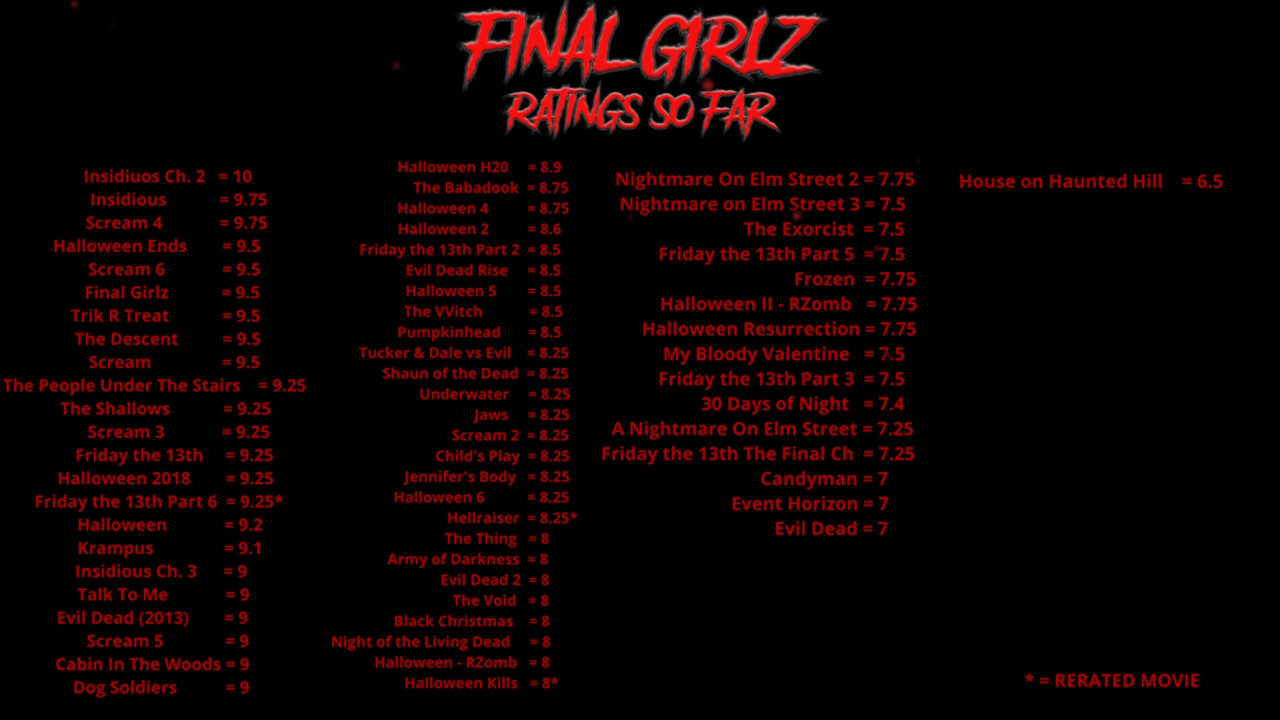 FINAL GIRLZ
RATINGS SO FAR
Insidiuos Ch. 2 = 10
Insidious = 9.75
Scream 4 = 9.75
Halloween Ends = 9.5
Scream 6 = 9.5
Final Girlz = 9.5
Trik R Treat = 9.5
The Descent = 9.5
Scream = 9.5
The People Under The Stairs = 9.25
The Shallows = 9.25
Scream 3 = 9.25
Friday the 13th = 9.25
Halloween 2018 = 9.25
Friday the 13th Part 6 = 9.25*
Halloween = 9.2
Krampus = 9.1
Insidious Ch. 3 = 9
Talk To Me = 9
Evil Dead (2013) = 9
Scream 5 = 9
Cabin In The Woods = 9
Dog Soldiers = 9
Halloween H20 = 8.9
The Babadook = 8.75
Halloween 4 = 8.75
Halloween 2 = 8.6
Friday the 13th Part 2 = 8.5
Evil Dead Rise = 8.5
Halloween 5 = 8.5
The VVitch = 8.5
Pumpkinhead = 8.5
Tucker & Dale vs Evil = 8.25
Shaun of the Dead = 8.25
Underwater = 8.25
Jaws = 8.25
Scream 2 = 8.25
Child's Play = 8.25
Jennifer's Body = 8.25
Halloween 6 = 8.25
Hellraiser = 8.25*
The Thing = 8
Army of Darkness = 8
Evil Dead 2 = 8
The Void = 8
Black Christmas = 8
Night of the Living Dead = 8
Halloween - RZomb = 8
Halloween Kills = 8*
Nightmare On Elm Street 2 = 7.75
Nightmare on Elm Street 3 = 7.5
The Exorcist = 7.5
Friday the 13th Part 5 = 7.5
Frozen = 7.75
Halloween II - RZomb = 7.75
Halloween Resurrection = 7.75
My Bloody Valentine = 7.5
Friday the 13th Part 3 = 7.5
30 Days of Night = 7.4
A Nightmare On Elm Street = 7.25
Friday the 13th The Final Ch = 7.25
Candyman = 7
Event Horizon = 7
Evil Dead = 7
House on Haunted Hill = 6.5
* = RERATED MOVIE